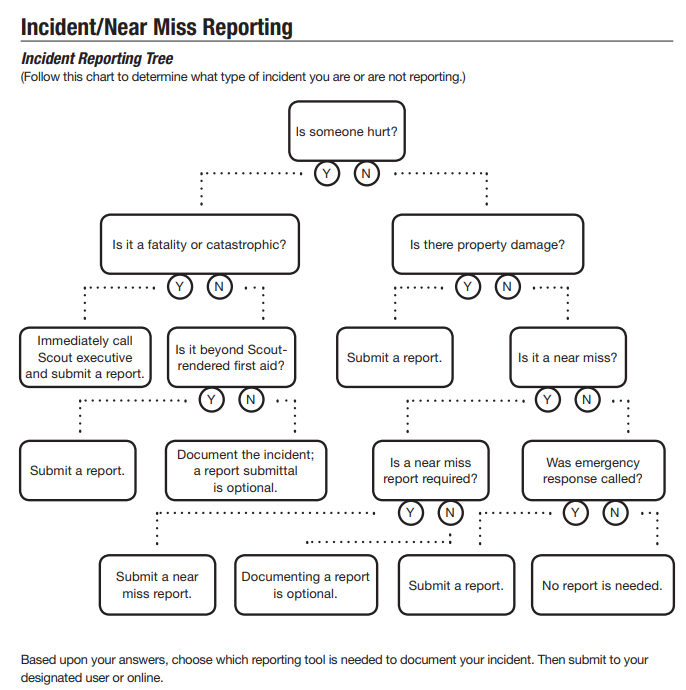 Incident/Near Miss Reporting
Incident Reporting Tree
(Follow this chart to determine what type of incident you are or are not reporting.)
Is someone hurt?
Y N
Is it a fatality or catastrophic?
Is there property damage?
Y N
Y N
Immediately call
Scout executive
and submit a report.
Is it beyond Scout-
rendered first aid?
Submit a report.
Is it a near miss?
Y N
Y N
Submit a report.
Document the incident;
a report submittal
is optional.
Is a near miss
report required?
Was emergency
response called?
Y N
Y N
Submit a near
miss report.
Documenting a report
is optional.
Submit a report.
No report is needed.
Based upon your answers, choose which reporting tool is needed to document your incident. Then submit to your
designated user or online.